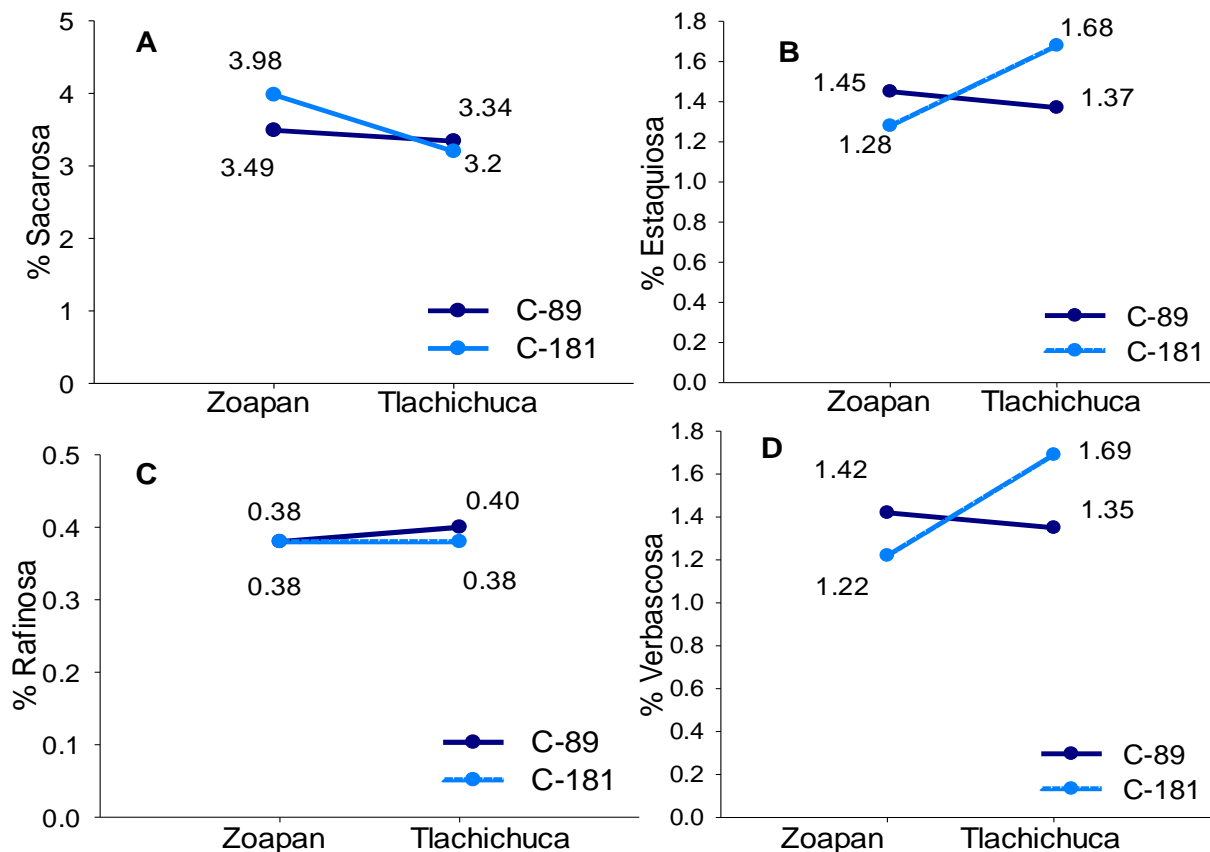 A
% Sacarosa
5
4
3
2
1
0
3.98
3.49
3.34
3.2
C-89
C-181
Zoapan
Tlachichuca
B
% Estaquiosa
1.8
1.6
1.4
1.2
1.0
0.8
0.6
0.4
0.2
0.0
1.45
1.28
1.68
1.37
C-89
C-181
Zoapan
Tlachichuca
C
% Rafinosa
0.5
0.4
0.3
0.2
0.1
0.0
0.38
0.38
0.40
0.38
C-89
C-181
Zoapan
Tlachichuca
D
% Verbascosa
1.8
1.6
1.4
1.2
1.0
0.8
0.6
0.4
0.2
0.0
1.42
1.22
1.69
1.35
C-89
C-181
Zoapan
Tlachichuca